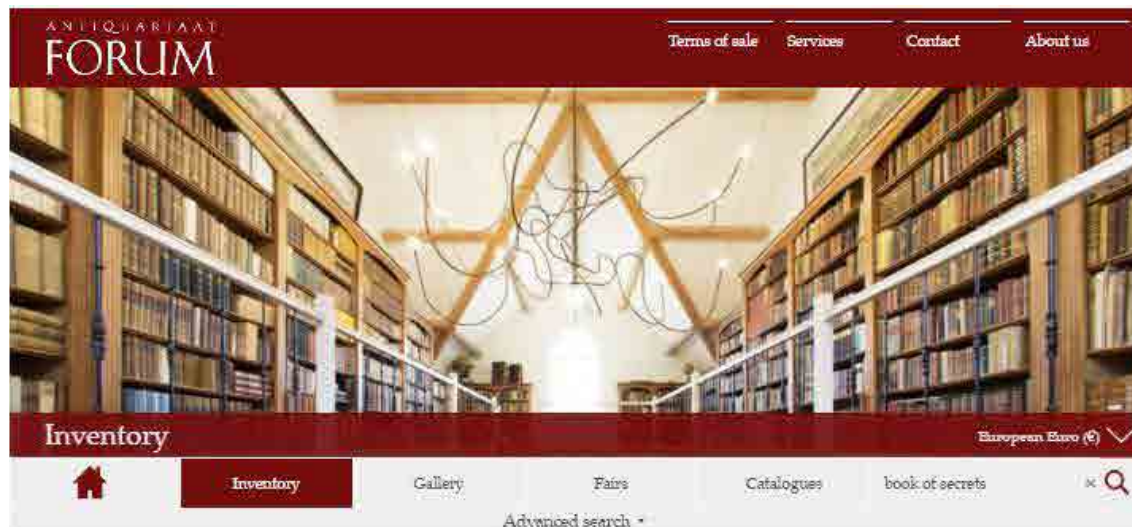 ANTIQUARIAAT
FORUM
Terms of sale Services Contact About us
Inventory
European Euro (€)
Inventory Gallery Fairs Catalogues book of secrets ×
Advanced search